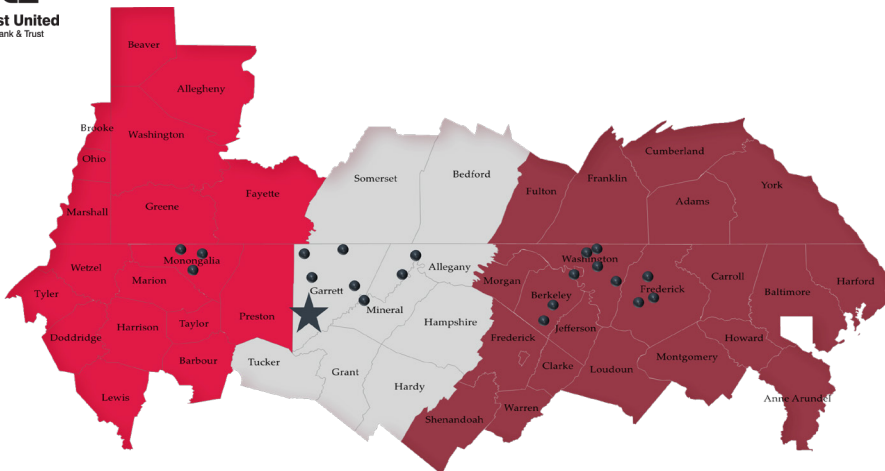 st United
ank & Trust
Beaver
Allegheny
Brooke
Washington
Ohio
Marshall
Greene
Fayette
Somerset
Bedford
Fulton
Franklin
Cumberland
Adams
York
Wetzel
Monongalia
Marion
Tyler
Doddridge
Harrison
Taylor
Preston
Barbour
Lewis
Garrett
Allegany
Mineral
Hampshire
Tucker
Grant
Hardy
Morgan
Washington
Berkeley
Jefferson
Frederick
Frederick
Carroll
Baltimore
Harford
Howard
Montgomery
Clarke
Loudoun
Warren
Shenandoah
Anne Arundel